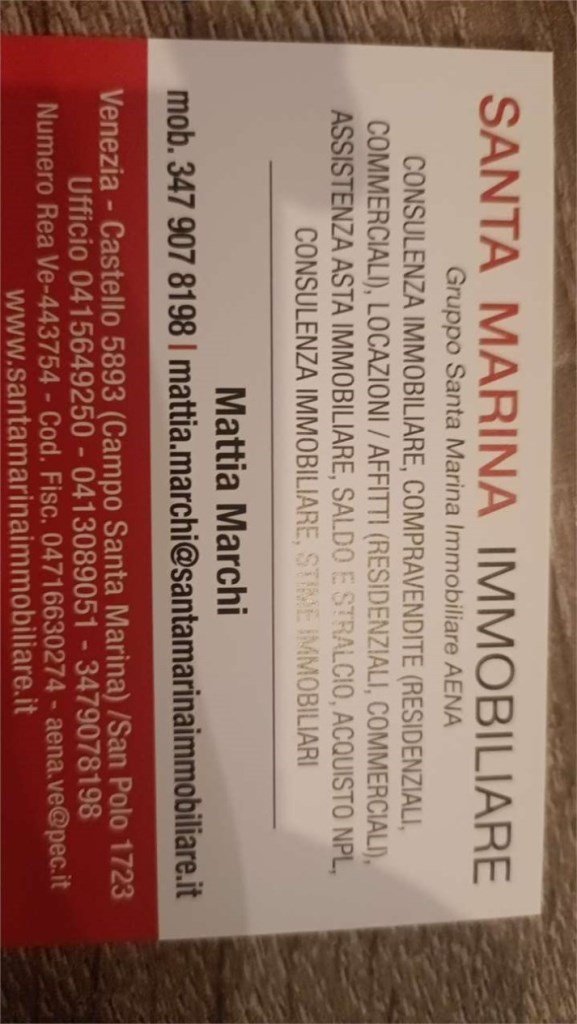 SANTA MARINA IMMOBILIARE
Gruppo Santa Marina Immobiliare AENA
CONSULENZA IMMOBILIARE, COMPRAVENDITE (RESIDENZIALI,
COMMERCIALI), LOCAZIONI / AFFITTI (RESIDENZIALI, COMMERCIALI),
ASSISTENZA ASTA IMMOBILIARE, SALDO E STRALCIO, ACQUISTO NPL,
CONSULENZA IMMOBILIARE, STIME IMMOBILIARI
Mattia Marchi
mob. 347 907 8198 | mattia.marchi@santamarinaimmobiliare.it
Venezia - Castello 5893 (Campo Santa Marina) /San Polo 1723
Ufficio 0415649250 - 0413089051 - 3479078198
Numero Rea Ve-443754 - Cod. Fisc. 04716630274 - aena.ve@pec.it
www.santamarinaimmobiliare.it